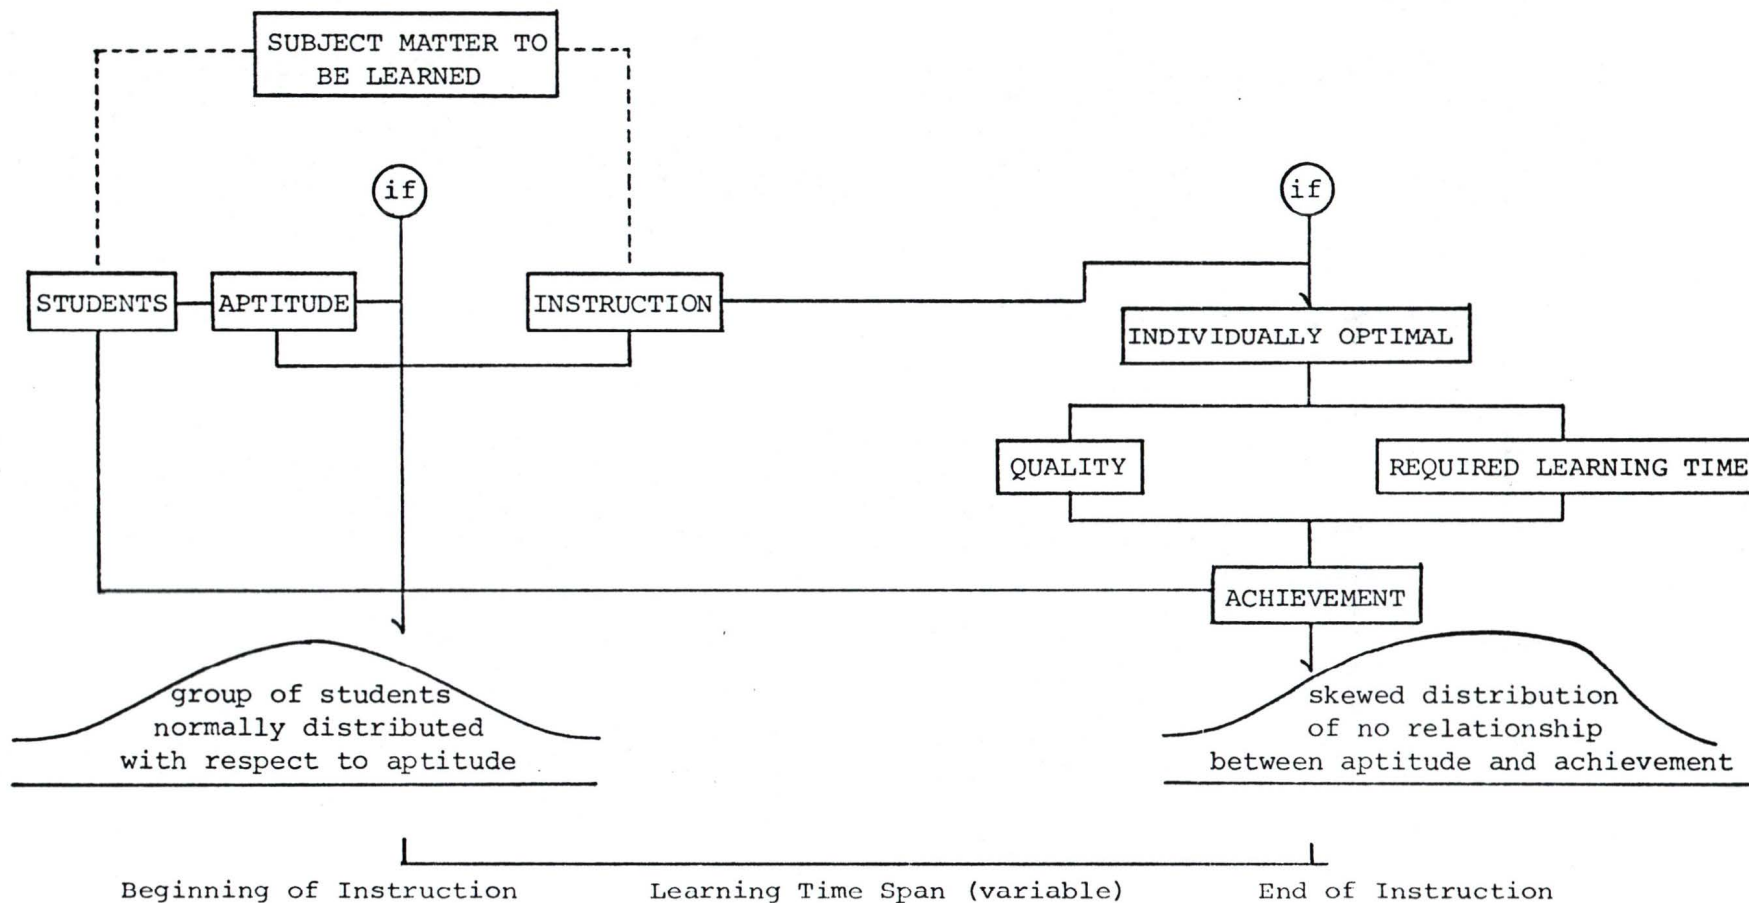 SUBJECT MATTER TO
BE LEARNED
if
if
STUDENTS
APTITUDE
INSTRUCTION
INDIVIDUALLY OPTIMAL
QUALITY
REQUIRED LEARNING TIME
ACHIEVEMENT
group of students
normally distributed
with respect to aptitude
skewed distribution
of no relationship
between aptitude and achievement
Beginning of Instruction
Learning Time Span (variable)
End of Instruction